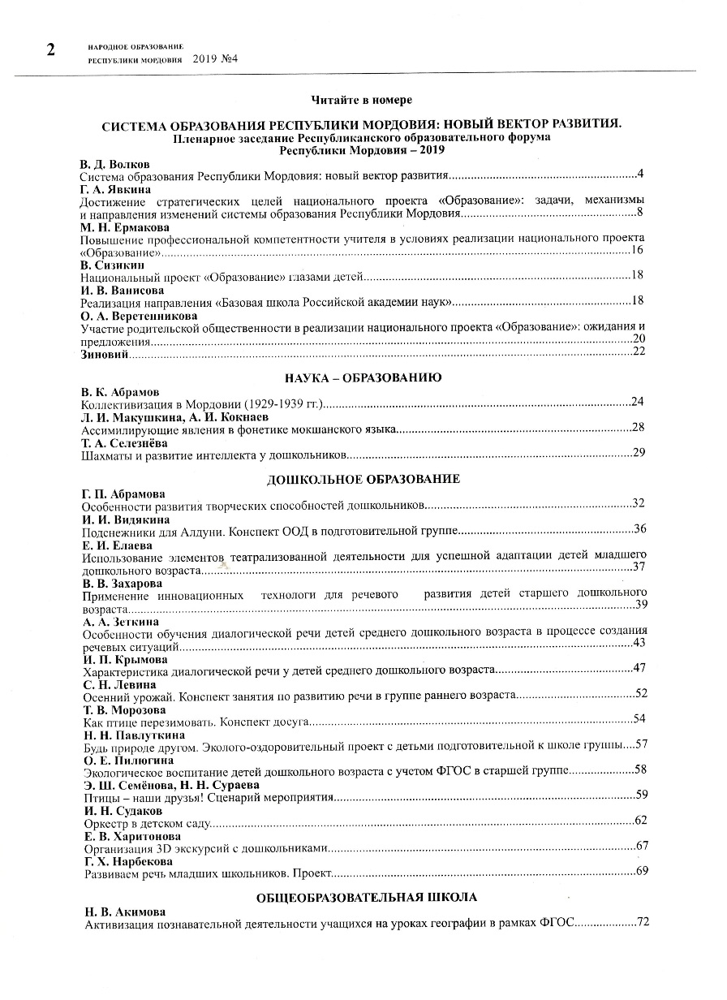 2
НАРОДНОЕ ОБРАЗОВАНИЕ
РЕСПУБЛИКИ МОРДОВИЯ 2019 №4
Читайте в номере
СИСТЕМА ОБРАЗОВАНИЯ РЕСПУБЛИКИ МОРДОВИЯ: НОВЫЙ ВЕКТОР РАЗВИТИЯ.
Пленарное заседание Республиканского образовательного форума
Республики Мордовия – 2019
В. Д. Волков
Система образования Республики Мордовия: новый вектор развития...4
Г. А. Явкина
Достижение стратегических целей национального проекта «Образование»: задачи, механизмы
и направления изменений системы образования Республики Мордовия...8
М. Н. Ермакова
Повышение профессиональной компетентности учителя в условиях реализации национального проекта
«Образование»...16
В. Сизикин
Национальный проект «Образование» глазами детей...18
И. В. Ванисова
Реализация направления «Базовая школа Российской академии наук»...18
О. А. Веретенникова
Участие родительской общественности в реализации национального проекта «Образование»: ожидания и
предложения...20
Зиновий...22
НАУКА – ОБРАЗОВАНИЮ
В. К. Абрамов
Коллективизация в Мордовии (1929-1939 гг.)...24
Л. И. Макушкина, А. И. Кокнаев
Ассимилирующие явления в фонетике мокшанского языка...28
Т. А. Селезнёва
Шахматы и развитие интеллекта у дошкольников...29
ДОШКОЛЬНОЕ ОБРАЗОВАНИЕ
Г. П. Абрамова
Особенности развития творческих способностей дошкольников...32
И. И. Видякина
Подснежники для Алдуни. Конспект ООД в подготовительной группе...36
Е. И. Елаева
Использование элементов театрализованной деятельности для успешной адаптации детей младшего
дошкольного возраста...37
В. В. Захарова
Применение инновационных технологи для речевого развития детей старшего дошкольного
возраста...39
А. А. Зеткина
Особенности обучения диалогической речи детей среднего дошкольного возраста в процессе создания
речевых ситуаций...43
И. П. Крымова
Характеристика диалогической речи у детей среднего дошкольного возраста...47
С. Н. Левина
Осенний урожай. Конспект занятия по развитию речи в группе раннего возраста...52
Т. В. Морозова
Как птице перезимовать. Конспект досуга...54
Н. Н. Павлуткина
Будь природе другом. Эколого-оздоровительный проект с детьми подготовительной к школе группы....57
О. Е. Пилюгина
Экологическое воспитание детей дошкольного возраста с учетом ФГОС в старшей группе...58
Э. Ш. Семёнова, Н. Н. Сураева
Птицы – наши друзья! Сценарий мероприятия...59
И. Н. Судаков
Оркестр в детском саду...62
Е. В. Харитонова
Организация 3D экскурсий с дошкольниками...67
Г. Х. Нарбекова
Развиваем речь младших школьников. Проект...69
ОБЩЕОБРАЗОВАТЕЛЬНАЯ ШКОЛА
Н. В. Акимова
Активизация познавательной деятельности учащихся на уроках географии в рамках ФГОС...72